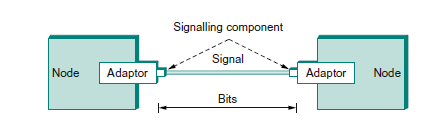 Signalling component
Signal
Node
Adaptor
Adaptor
Node
Bits